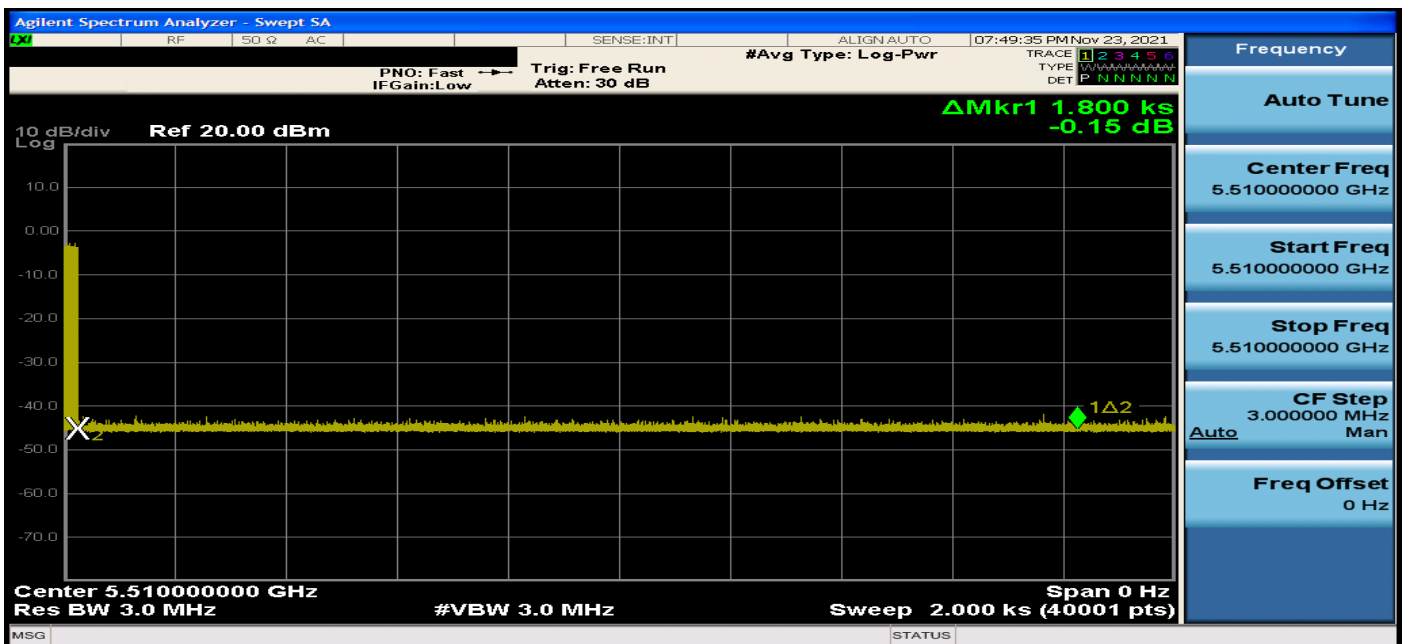 Agilent Spectrum Analyzer - Swept SA
LXI RF 50 Ω AC SENSE:INT ALIGN AUTO 07:49:35 PM Nov 23, 2021
PNO: Fast Trig: Free Run #Avg Type: Log-Pwr TRACE 1 2 3 4 5 6
IFGain:Low Atten: 30 dB TYPE
DET P N N N N N
ΔMkr1 1.800 ks
-0.15 dB
10 dB/div Ref 20.00 dBm
Log
10.0
0.00
-10.0
-20.0
-30.0
-40.0
-50.0
-60.0
-70.0
X2
1Δ2
Center 5.510000000 GHz Span 0 Hz
Res BW 3.0 MHz #VBW 3.0 MHz Sweep 2.000 ks (40001 pts)
MSG STATUS
Frequency
Auto Tune
Center Freq
5.510000000 GHz
Start Freq
5.510000000 GHz
Stop Freq
5.510000000 GHz
CF Step
3.000000 MHz
Auto Man
Freq Offset
0 Hz